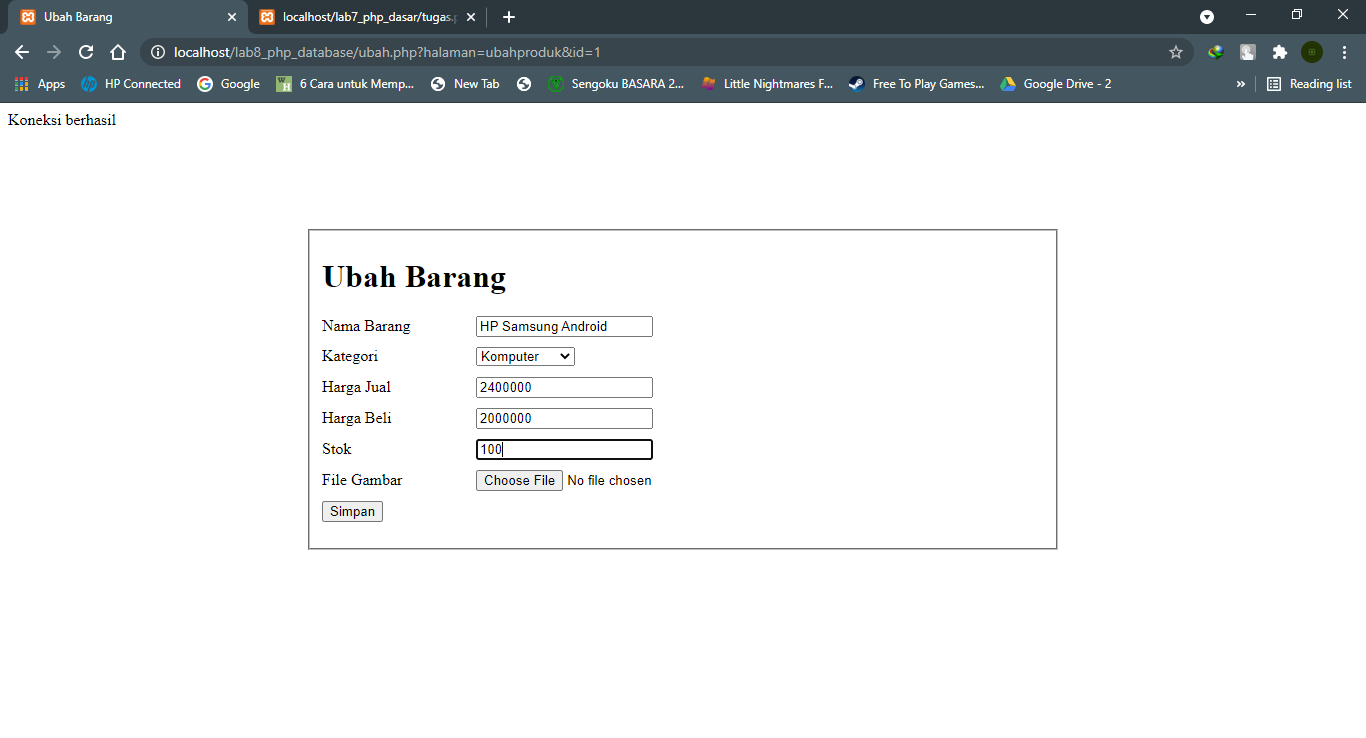 Ubah Barang
localhost/lab7_php_dasar/tugas.p
localhost/lab8_php_database/ubah.php?halaman=ubahproduk&id=1
Apps HP Connected Google 6 Cara untuk Memp... New Tab Sengoku BASARA 2... Little Nightmares F... Free To Play Games... Google Drive - 2 » Reading list
Koneksi berhasil
Ubah Barang
Nama Barang HP Samsung Android
Kategori Komputer
Harga Jual 2400000
Harga Beli 2000000
Stok 100
File Gambar Choose File No file chosen
Simpan